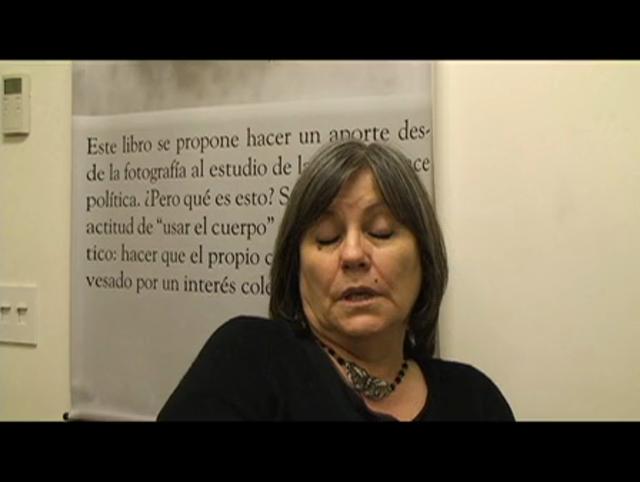 Este libro se propone hacer un aporte des-
de la fotografía al estudio de la
política. ¿Pero qué es esto?
actitud de "usar el cuerpo"
tico: hacer que el propio
vesado por un interés